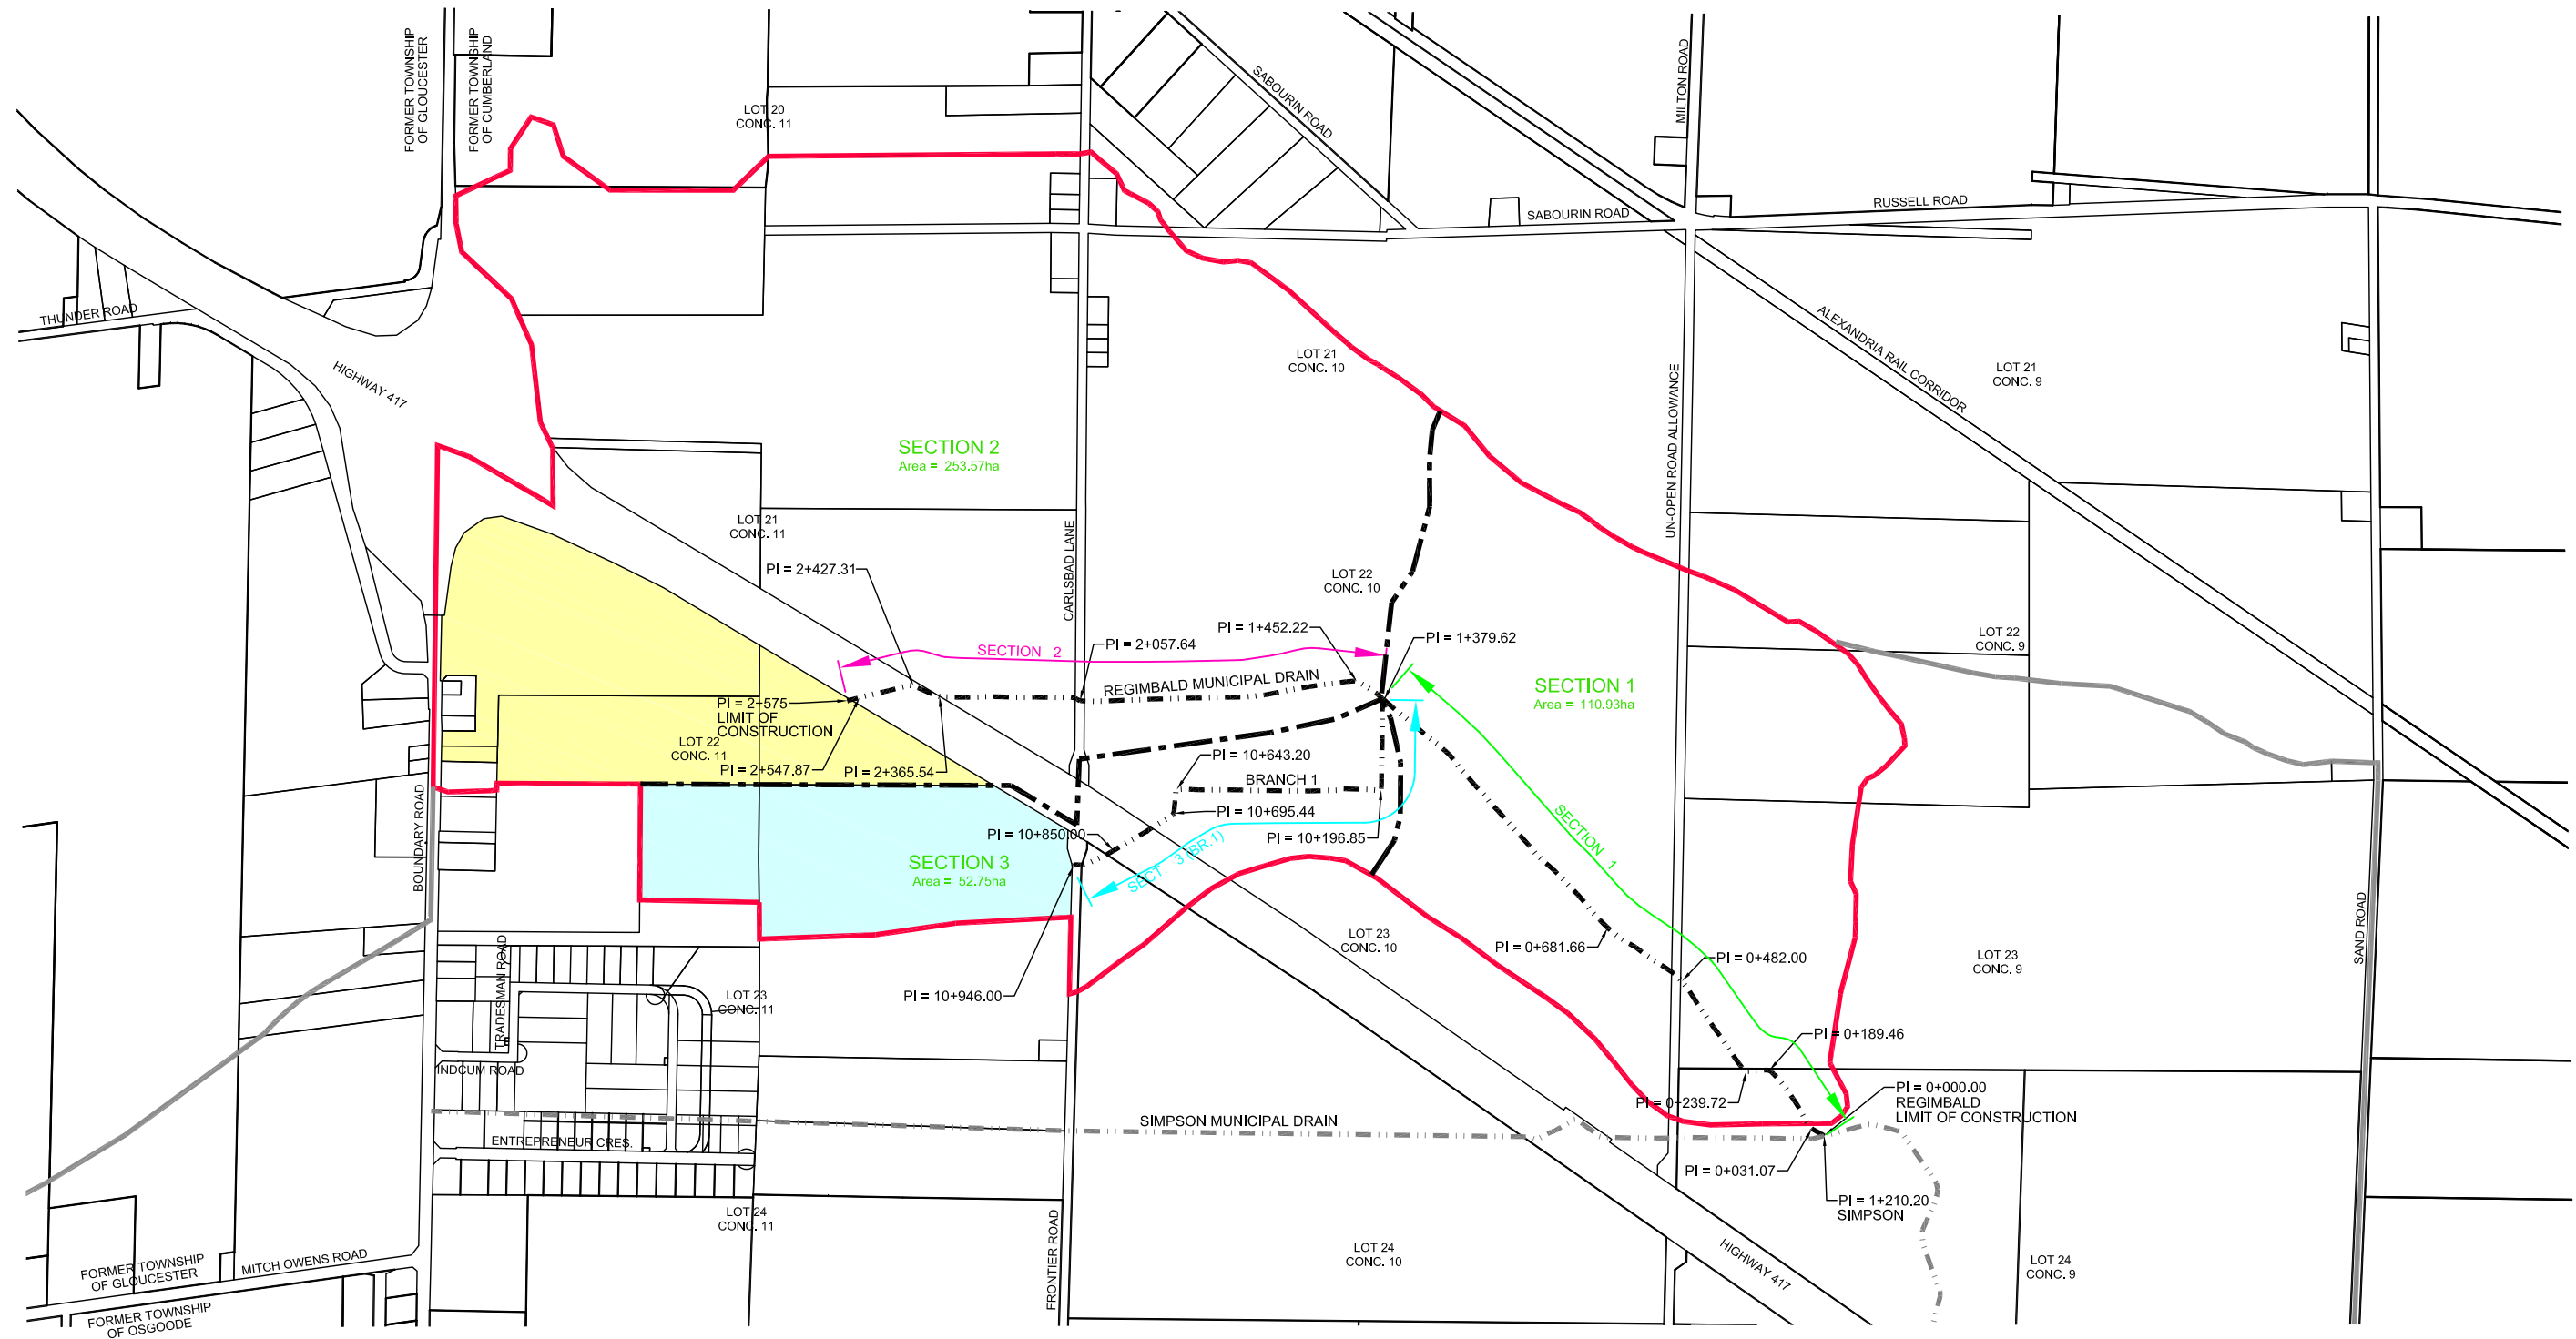 FORMER TOWNSHIP
OF GLOUCESTER
FORMER TOWNSHIP
OF CUMBERLAND
LOT 20
CONC. 11
SABOURIN ROAD
MILTON ROAD
SABOURIN ROAD
RUSSELL ROAD
THUNDER ROAD
HIGHWAY 417
LOT 21
CONC. 10
ALEXANDRIA RAIL CORRIDOR
LOT 21
CONC. 9
UN-OPEN ROAD ALLOWANCE
SECTION 2
Area = 253.57ha
LOT 21
CONC. 11
CARLSBAD LANE
PI = 2+427.31
LOT 22
CONC. 10
PI = 1+452.22
PI = 1+379.62
PI = 2+057.64
SECTION 2
LOT 22
CONC. 9
REGIMBALD MUNICIPAL DRAIN
SECTION 1
Area = 110.93ha
PI = 2+575
LIMIT OF
CONSTRUCTION
LOT 22
CONC. 11
PI = 2+547.87
PI = 2+365.54
PI = 10+643.20
BRANCH 1
PI = 10+695.44
PI = 10+850.00
PI = 10+196.85
SECTION 1
BOUNDARY ROAD
SECTION 3
Area = 52.75ha
SECT. 3 (BR.1)
LOT 23
CONC. 10
PI = 0+681.66
PI = 0+482.00
LOT 23
CONC. 9
SAND ROAD
TRADESMAN ROAD
LOT 23
CONC. 11
PI = 10+946.00
PI = 0+189.46
INDCUM ROAD
PI = 0+239.72
PI = 0+000.00
REGIMBALD
LIMIT OF CONSTRUCTION
SIMPSON MUNICIPAL DRAIN
ENTREPRENEUR CRES.
PI = 0+031.07
PI = 1+210.20
SIMPSON
LOT 24
CONC. 11
FRONTIER ROAD
LOT 24
CONC. 10
HIGHWAY 417
LOT 24
CONC. 9
FORMER TOWNSHIP
OF GLOUCESTER
MITCH OWENS ROAD
FORMER TOWNSHIP
OF OSGOODE